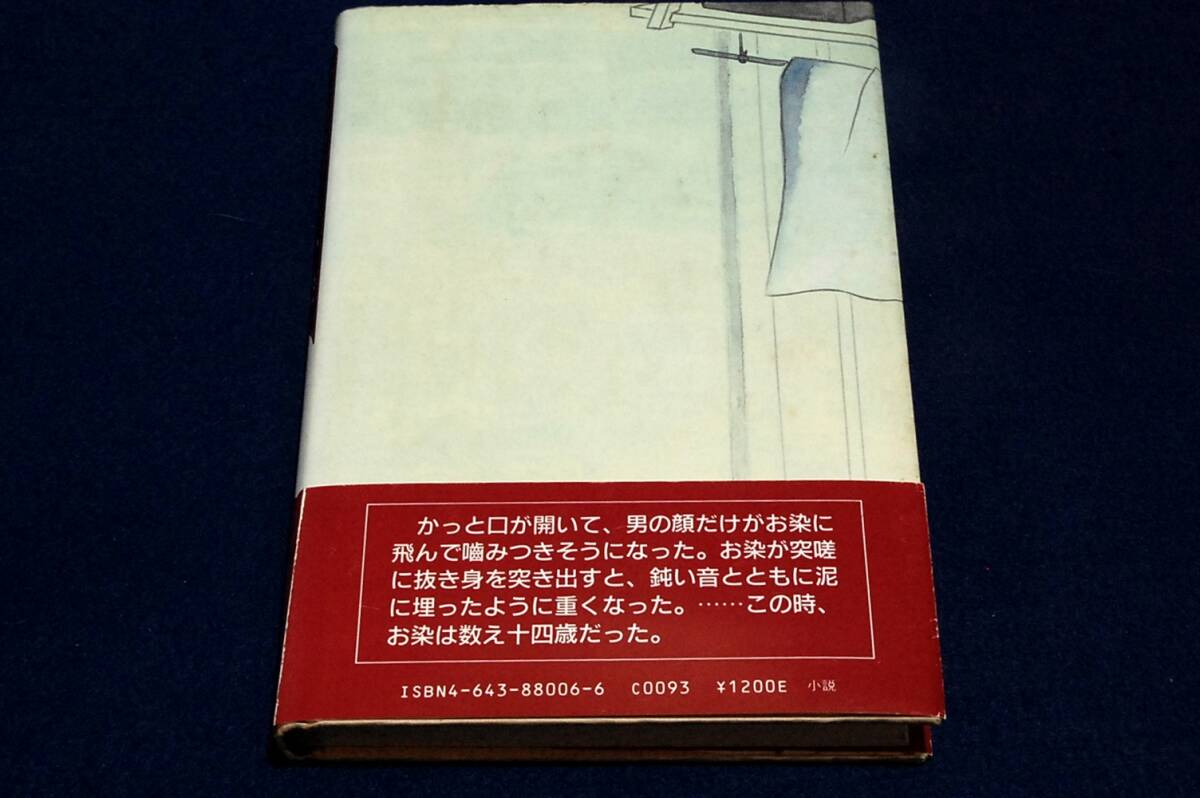 かっと口が開いて、男の顔だけがお染に
飛んで嚙みつきそうになった。お染が突嗟
に抜き身を突き出すと、鈍い音とともに泥
に埋ったように重くなった。……この時、
お染は数え十四歳だった。
ISBN4-643-88006-6 C0093 ¥1200E 小説